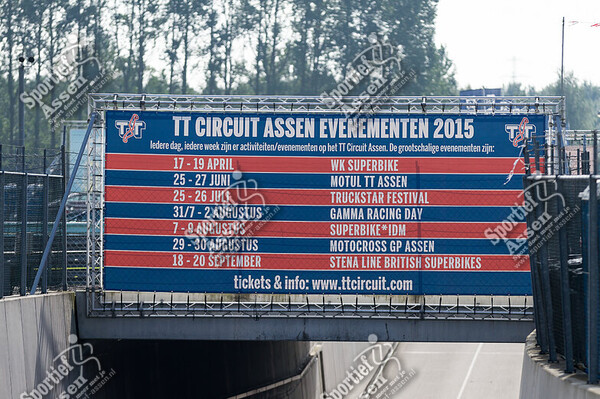 TT CIRCUIT ASSEN EVENEMENTEN 2015
Iedere dag, iedere week zijn er activiteiten/evenementen op het TT Circuit Assen. De grootschalige evenementen zijn:
17 - 19 APRIL WK SUPERBIKE
25 - 27 JUNI MOTUL TT ASSEN
25 - 26 JULI TRUCKSTAR FESTIVAL
31/7 - 2 AUGUSTUS GAMMA RACING DAY
7 - 9 AUGUSTUS SUPERBIKE*IDM
29 - 30 AUGUSTUS MOTOCROSS GP ASSEN
18 - 20 SEPTEMBER STENA LINE BRITISH SUPERBIKES
tickets & info: www.ttcircuit.com
Sportief
Assen